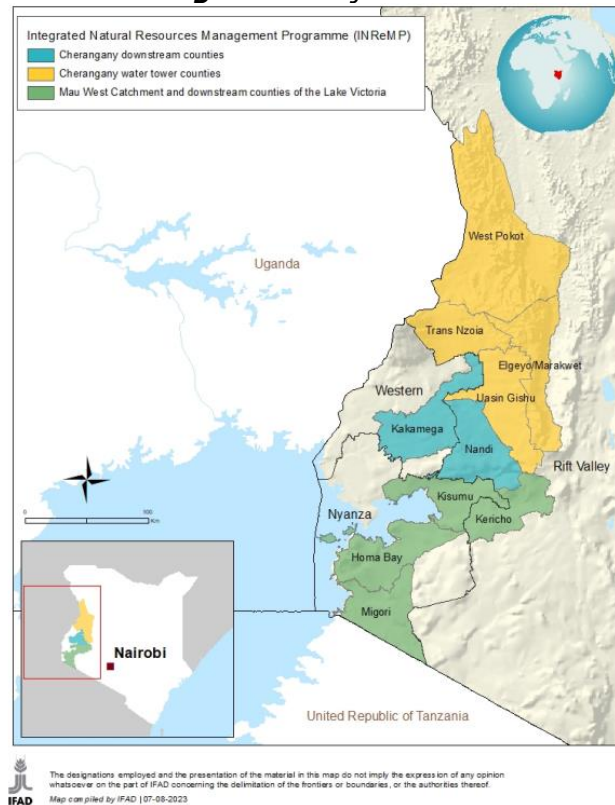 Integrated Natural Resources Management Programme (INReMP)
Cherangany downstream counties
Cherangany water tower counties
Mau West Catchment and downstream counties of the Lake Victoria
West Pokot
Uganda
Trans Nzoia
Elgeyo/Marakwet
Western
Uasin Gishu
Kakamega
Nandi
Rift Valley
Kisumu
Nyanza
Kericho
0 100
Km
Homa Bay
Migori
Nairobi
United Republic of Tanzania
The designations employed and the presentation of the material in this map do not imply the expression of any opinion
whatsoever on the part of IFAD concerning the delimitation of the frontiers or boundaries, or the authorities thereof.
IFAD
Map compiled by IFAD | 07-08-2023